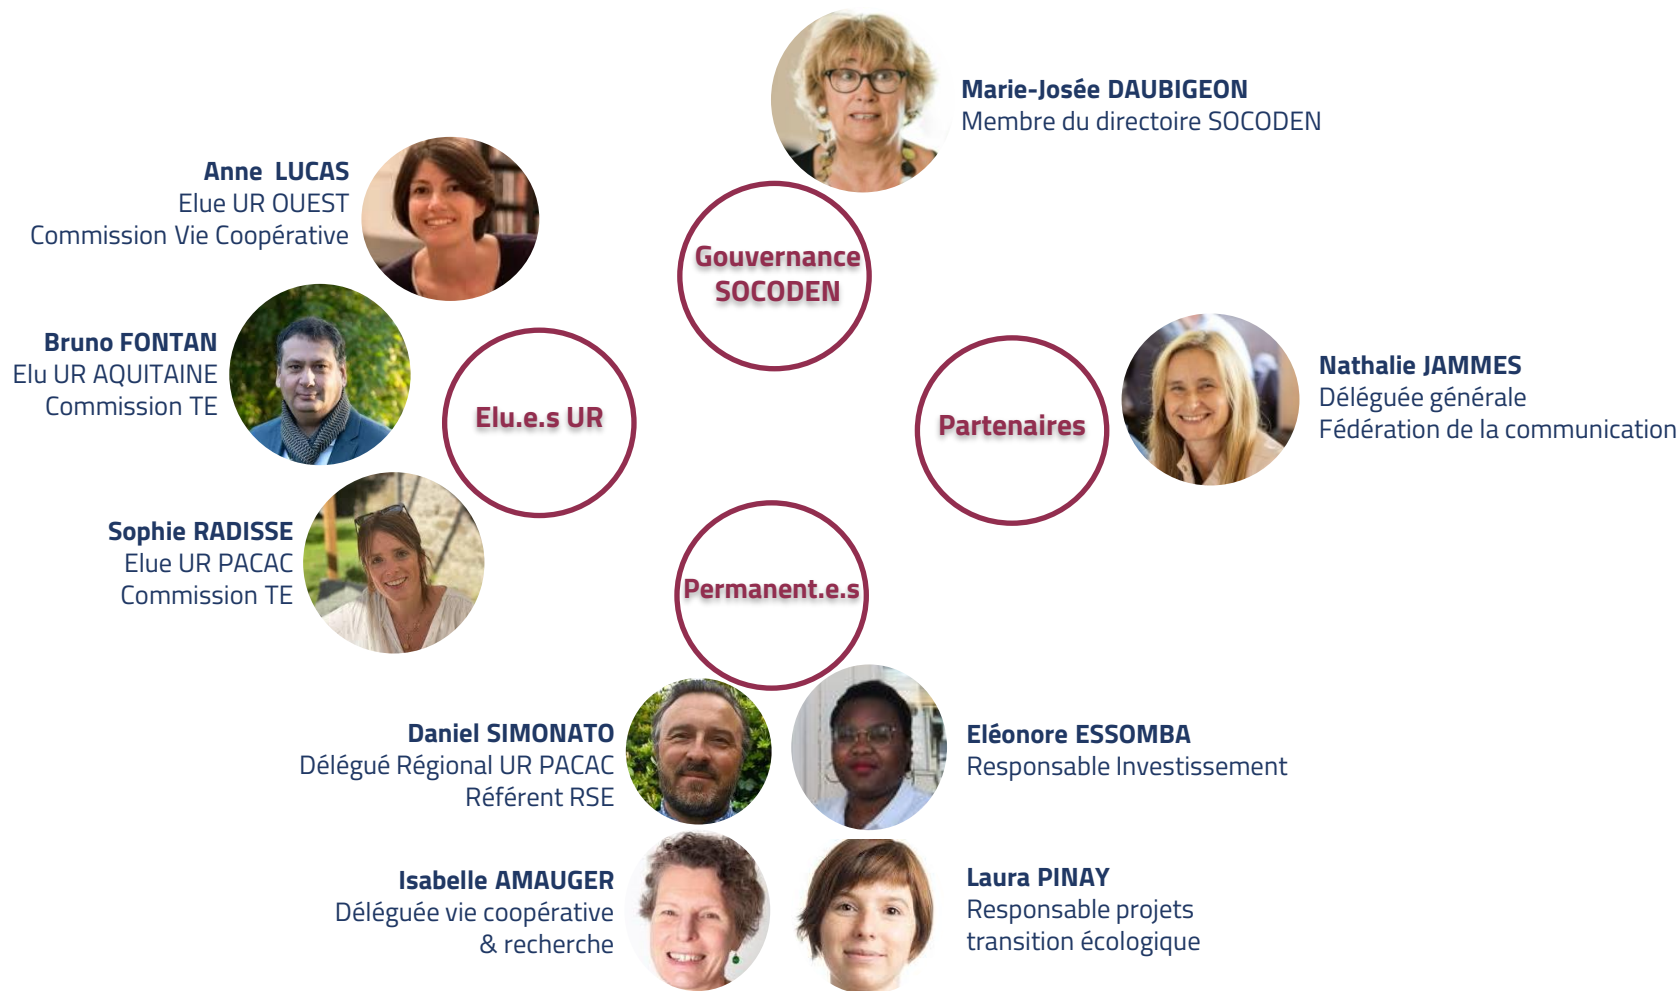 Marie-Josée DAUBIGEON
Membre du directoire SOCODEN
Anne LUCAS
Elue UR OUEST
Commission Vie Coopérative
Gouvernance
SOCODEN
Bruno FONTAN
Elu UR AQUITAINE
Commission TE
Elu.e.s UR
Partenaires
Nathalie JAMMES
Déléguée générale
Fédération de la communication
Sophie RADISSE
Elue UR PACAC
Commission TE
Permanent.e.s
Daniel SIMONATO
Délégué Régional UR PACAC
Référent RSE
Eléonore ESSOMBA
Responsable Investissement
Isabelle AMAUGER
Déléguée vie coopérative
& recherche
Laura PINAY
Responsable projets
transition écologique